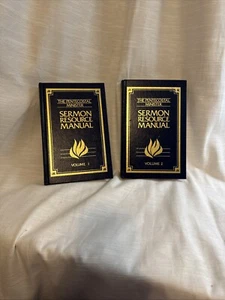 THE PENTECOSTAL
MINISTER
SERMON
RESOURCE
MANUAL
VOLUME 1
THE PENTECOSTAL
MINISTER
SERMON
RESOURCE
MANUAL
VOLUME 2